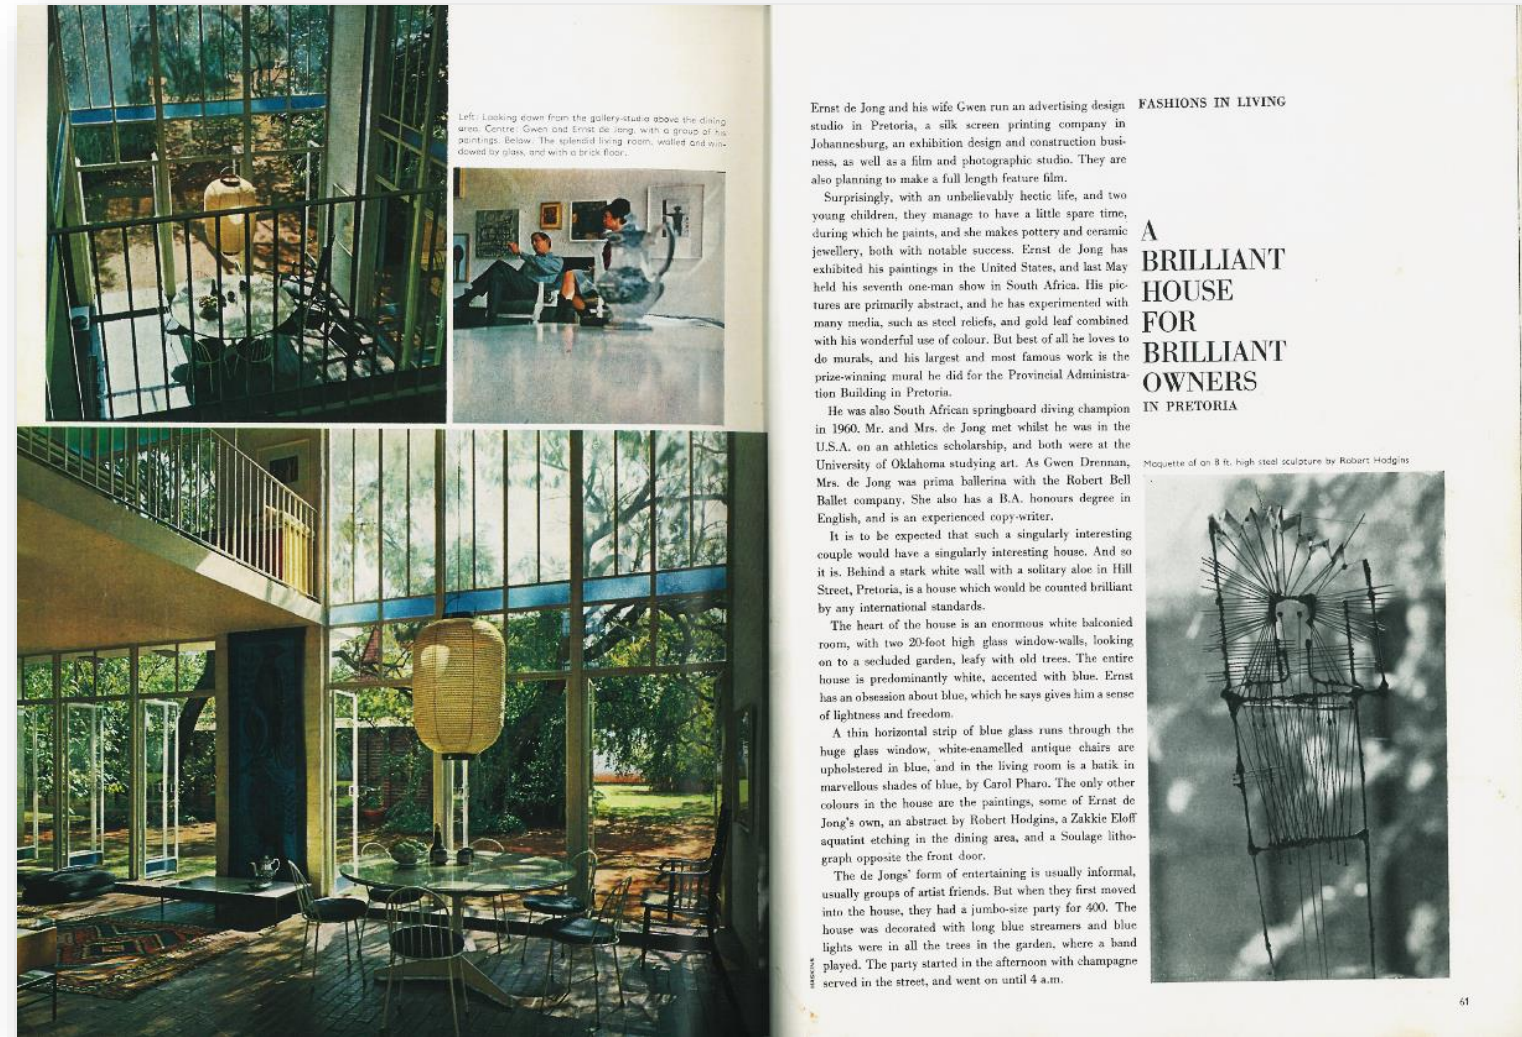 Left: Looking down from the gallery-studio above the dining
area. Centre: Gwen and Ernst de Jong, with a group of his
paintings. Below: The splendid living room, walled and win-
dowed by glass, and with a brick floor.
Ernst de Jong and his wife Gwen run an advertising design
studio in Pretoria, a silk screen printing company in
Johannesburg, an exhibition design and construction busi-
ness, as well as a film and photographic studio. They are
also planning to make a full length feature film.
Surprisingly, with an unbelievably hectic life, and two
young children, they manage to have a little spare time,
during which he paints, and she makes pottery and ceramic
jewellery, both with notable success. Ernst de Jong has
exhibited his paintings in the United States, and last May
held his seventh one-man show in South Africa. His pic-
tures are primarily abstract, and he has experimented with
many media, such as steel reliefs, and gold leaf combined
with his wonderful use of colour. But best of all he loves to
do murals, and his largest and most famous work is the
prize-winning mural he did for the Provincial Administra-
tion Building in Pretoria.
He was also South African springboard diving champion
in 1960. Mr. and Mrs. de Jong met whilst he was in the
U.S.A. on an athletics scholarship, and both were at the
University of Oklahoma studying art. As Gwen Drennan,
Mrs. de Jong was prima ballerina with the Robert Bell
Ballet company. She also has a B.A. honours degree in
English, and is an experienced copy-writer.
It is to be expected that such a singularly interesting
couple would have a singularly interesting house. And so
it is. Behind a stark white wall with a solitary aloe in Hill
Street, Pretoria, is a house which would be counted brilliant
by any international standards.
The heart of the house is an enormous white balconied
room, with two 20-foot high glass window-walls, looking
on to a secluded garden, leafy with old trees. The entire
house is predominantly white, accented with blue. Ernst
has an obsession about blue, which he says gives him a sense
of lightness and freedom.
A thin horizontal strip of blue glass runs through the
huge glass window, white-enamelled antique chairs are
upholstered in blue, and in the living room is a batik in
marvellous shades of blue, by Carol Pharo. The only other
colours in the house are the paintings, some of Ernst de
Jong's own, an abstract by Robert Hodgins, a Zakkie Eloff
aquatint etching in the dining area, and a Soulage litho-
graph opposite the front door.
The de Jongs' form of entertaining is usually informal,
usually groups of artist friends. But when they first moved
into the house, they had a jumbo-size party for 400. The
house was decorated with long blue streamers and blue
lights were in all the trees in the garden, where a band
played. The party started in the afternoon with champagne
served in the street, and went on until 4 a.m.
FASHIONS IN LIVING
A
BRILLIANT
HOUSE
FOR
BRILLIANT
OWNERS
IN PRETORIA
Maquette of an 8 ft. high steel sculpture by Robert Hodgins
61